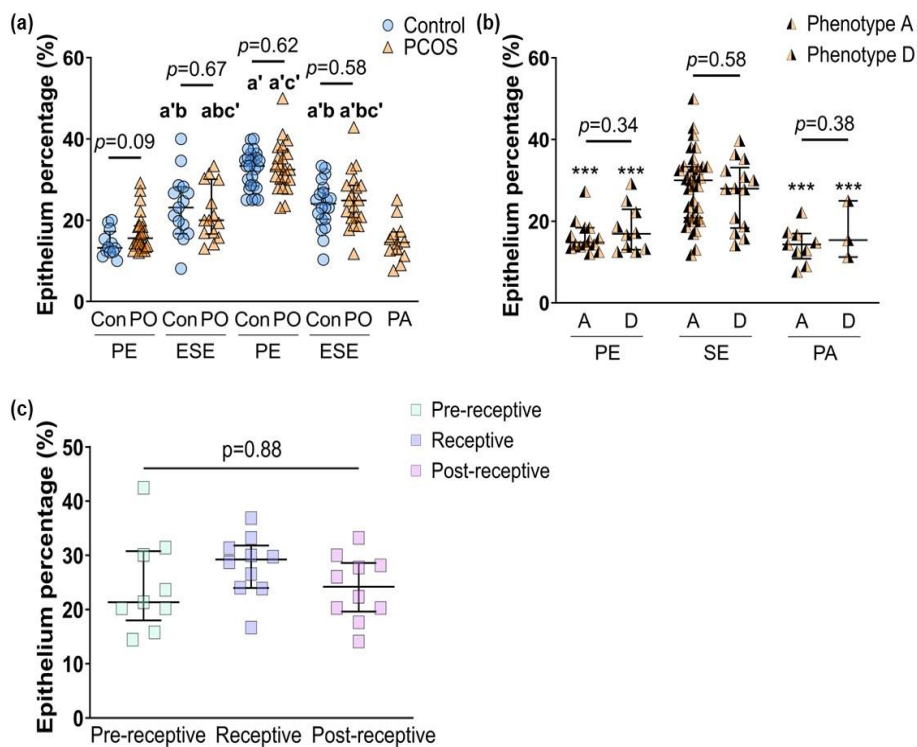 (a)
Control
PCOS
Epithelium percentage (%)
60
40
20
0
p=0.09
p=0.67
p=0.62
p=0.58
a'b abc'
a' a'c'
a'b a'bc'
Con PO Con PO Con PO Con PO PA
PE ESE PE ESE
(b)
Phenotype A
Phenotype D
Epithelium percentage (%)
60
40
20
0
p=0.34
p=0.58
p=0.38
*** ***
*** ***
A D A D A D
PE SE PA
(c)
Pre-receptive
Receptive
Post-receptive
Epithelium percentage (%)
50
40
30
20
10
0
p=0.88
Pre-receptive Receptive Post-receptive